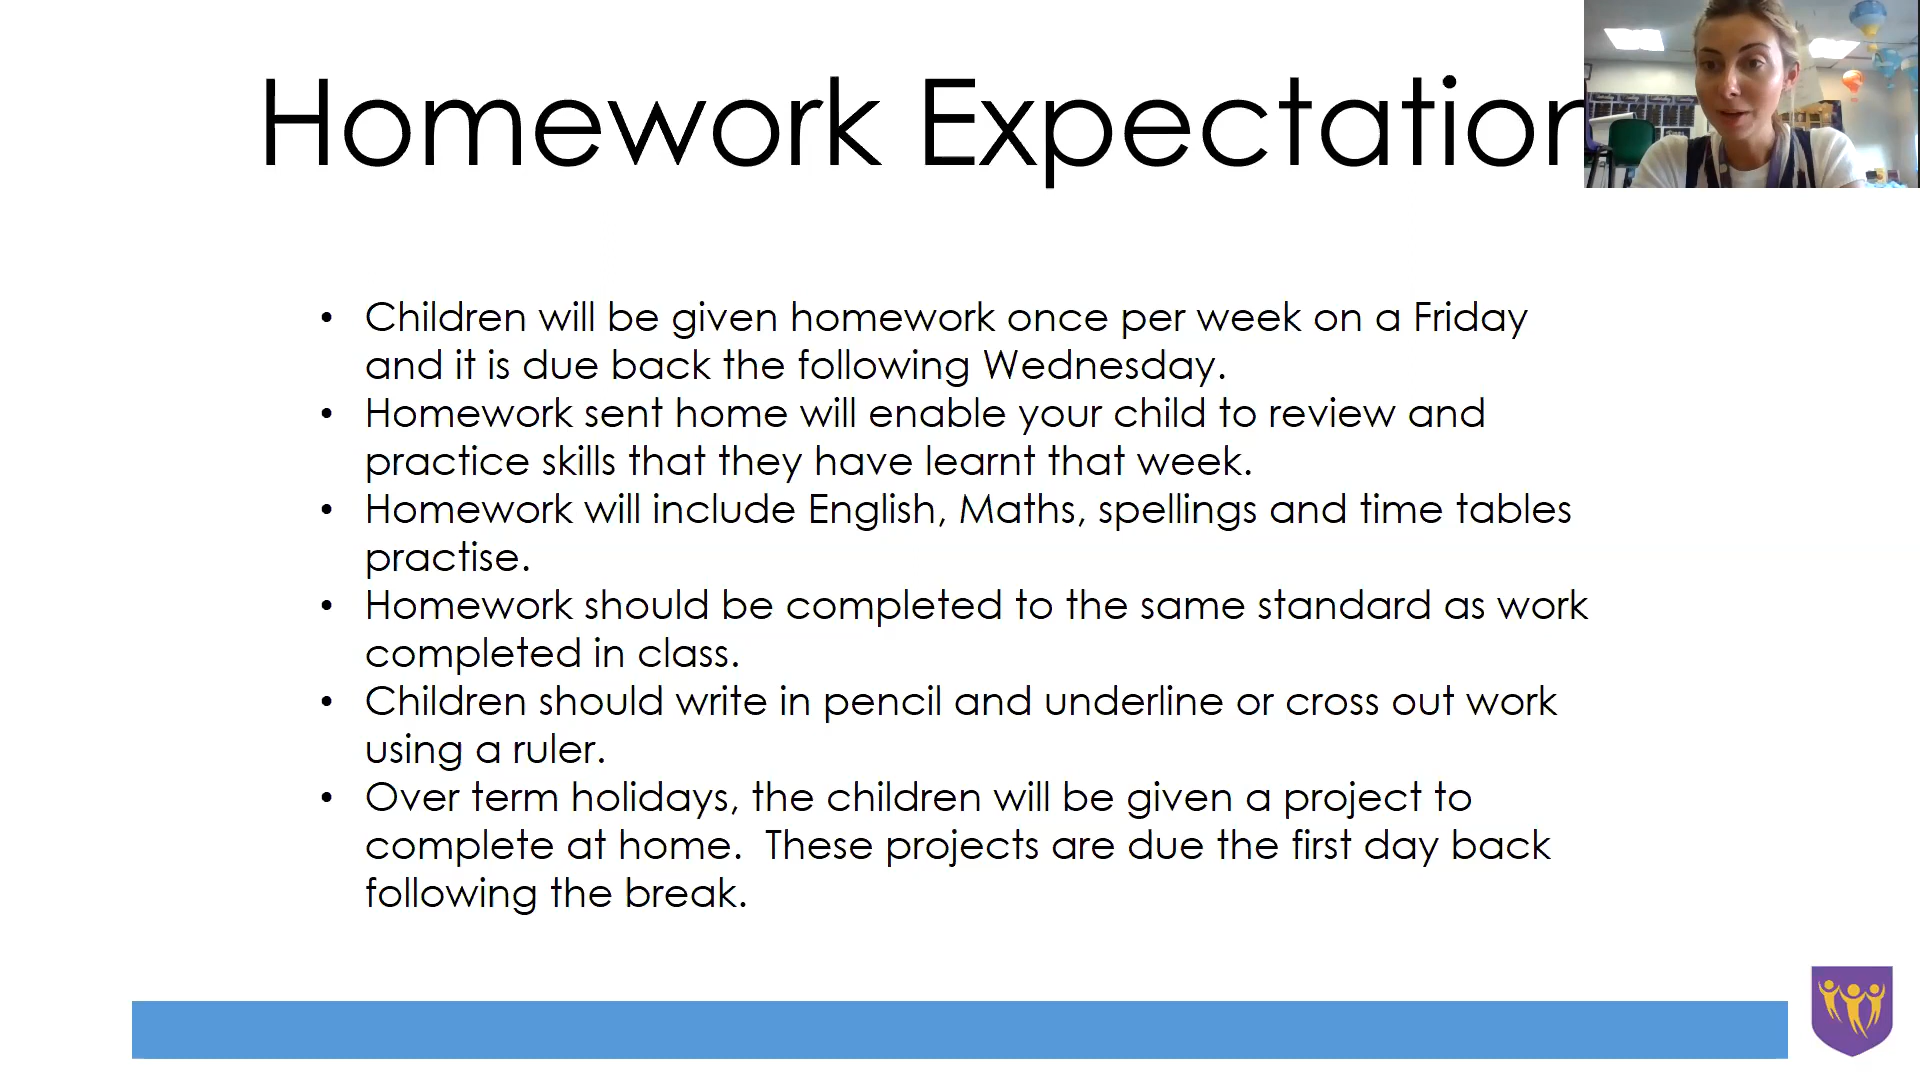 Homework Expectation
• Children will be given homework once per week on a Friday
and it is due back the following Wednesday.
• Homework sent home will enable your child to review and
practice skills that they have learnt that week.
• Homework will include English, Maths, spellings and time tables
practise.
• Homework should be completed to the same standard as work
completed in class.
• Children should write in pencil and underline or cross out work
using a ruler.
• Over term holidays, the children will be given a project to
complete at home.  These projects are due the first day back
following the break.